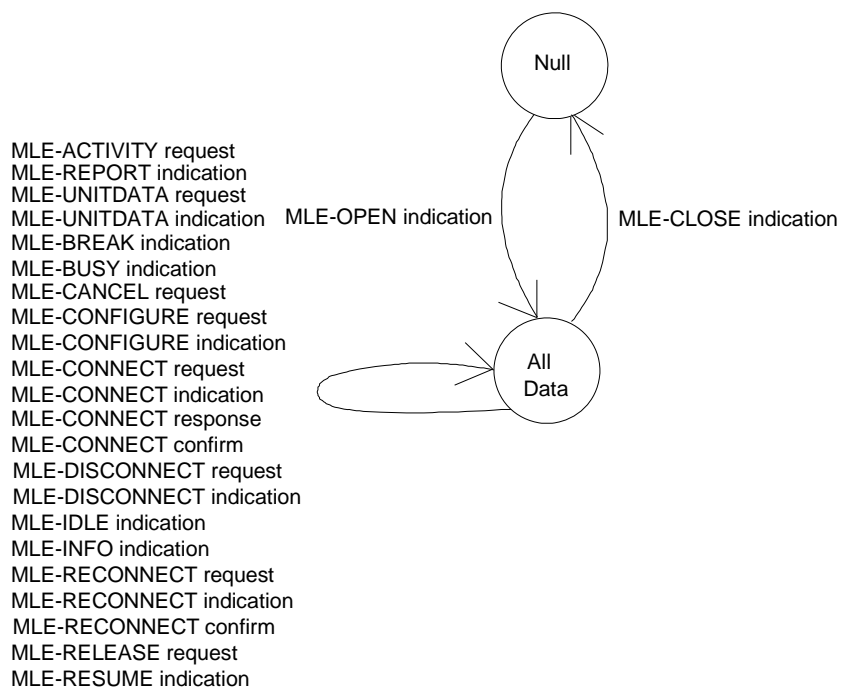 Null
MLE-ACTIVITY request
MLE-REPORT indication
MLE-UNITDATA request
MLE-UNITDATA indication
MLE-OPEN indication
MLE-CLOSE indication
MLE-BREAK indication
MLE-BUSY indication
MLE-CANCEL request
MLE-CONFIGURE request
MLE-CONFIGURE indication
MLE-CONNECT request
MLE-CONNECT indication
MLE-CONNECT response
MLE-CONNECT confirm
MLE-DISCONNECT request
MLE-DISCONNECT indication
MLE-IDLE indication
MLE-INFO indication
MLE-RECONNECT request
MLE-RECONNECT indication
MLE-RECONNECT confirm
MLE-RELEASE request
MLE-RESUME indication
All
Data